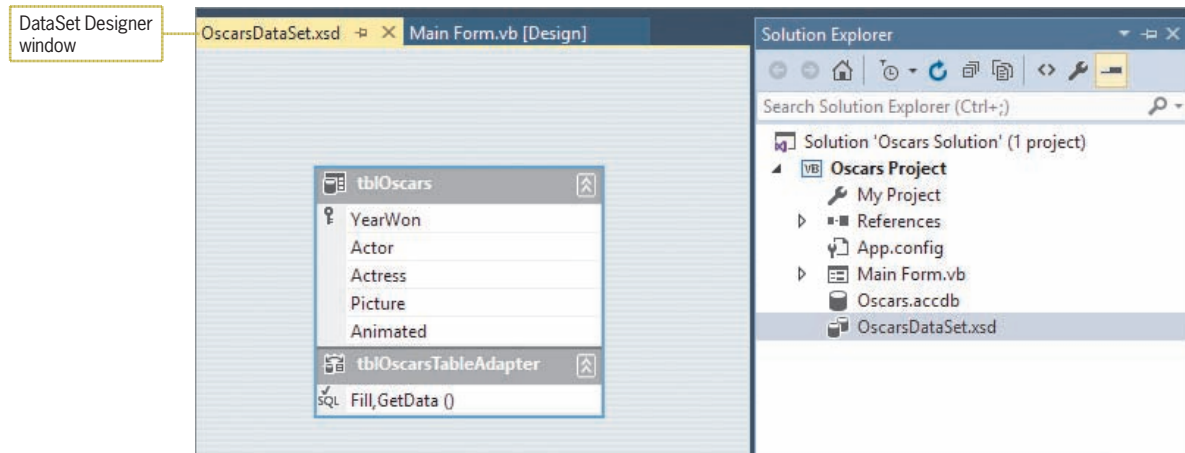 DataSet Designer
window
OscarsDataSet.xsd
Main Form.vb [Design]
tblOscars
YearWon
Actor
Actress
Picture
Animated
tblOscarsTableAdapter
SQL Fill,GetData ()
Solution Explorer
Search Solution Explorer (Ctrl+;)
Solution 'Oscars Solution' (1 project)
VB Oscars Project
My Project
References
App.config
Main Form.vb
Oscars.accdb
OscarsDataSet.xsd